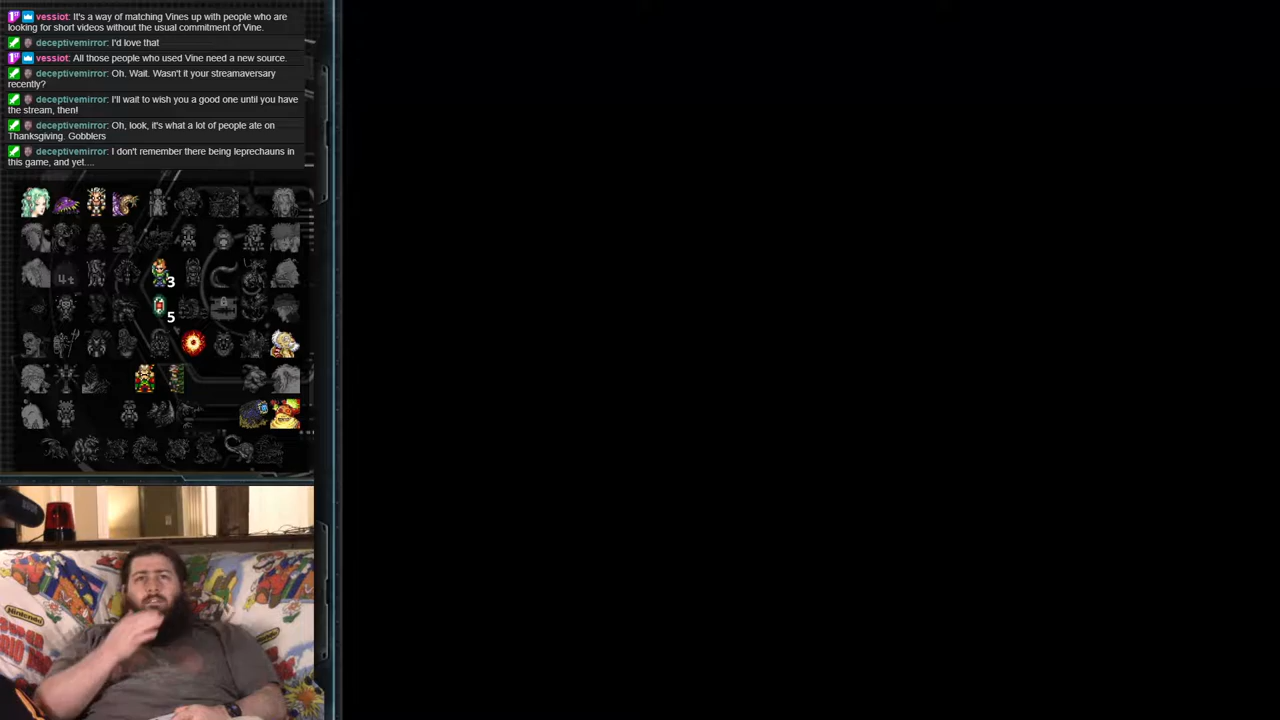 vessiot: It's a way of matching Vines up with people who are
looking for short videos without the usual commitment of Vine.
deceptivemirror: I'd love that
vessiot: All those people who used Vine need a new source.
deceptivemirror: Oh. Wait. Wasn't it your streamaversary
recently?
deceptivemirror: I'll wait to wish you a good one until you have
the stream, then!
deceptivemirror: Oh, look, it's what a lot of people ate on
Thanksgiving. Gobblers
deceptivemirror: I don't remember there being leprechauns in
this game, and yet....
4t
3
5
Nintendo
Nintendo